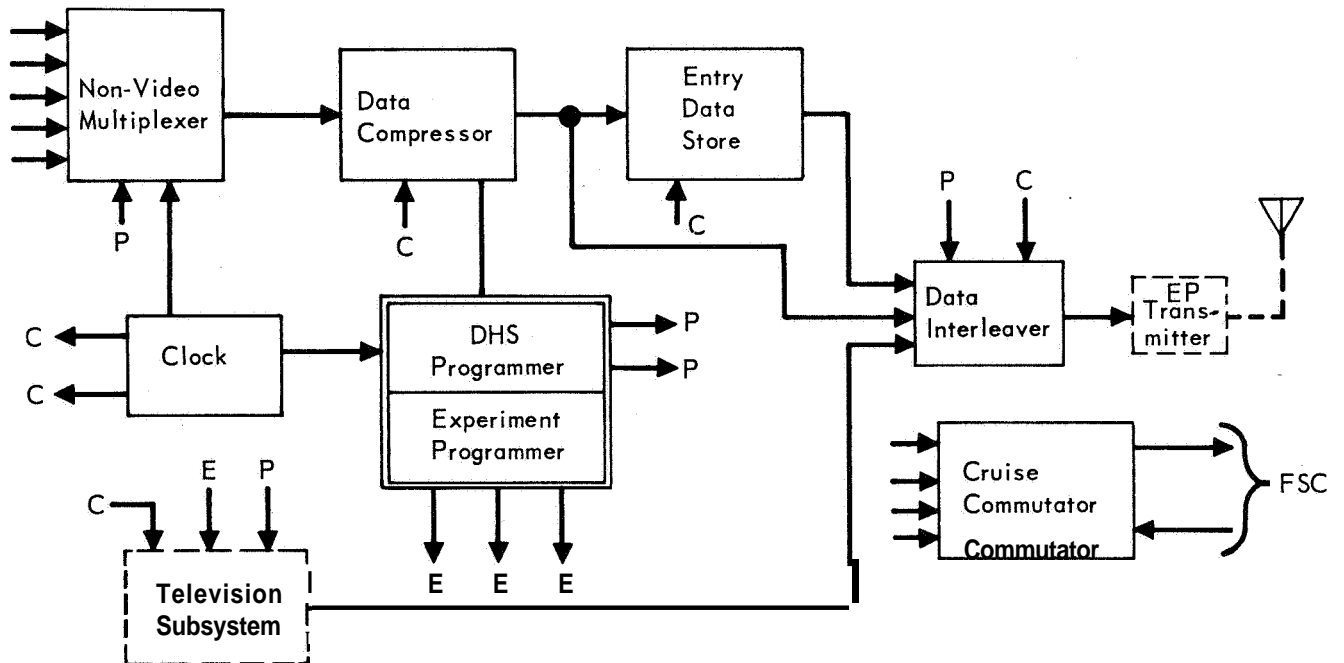 Non-Video
Multiplexer
P
Data
Compressor
C
Entry
Data
Store
C
P
C
Data
Interleaver
EP
Trans-
mitter
C
C
Clock
DHS
Programmer
P
P
Experiment
Programmer
E
E
E
C
E
P
Television
Subsystem
Cruise
Commutator
Commutator
FSC